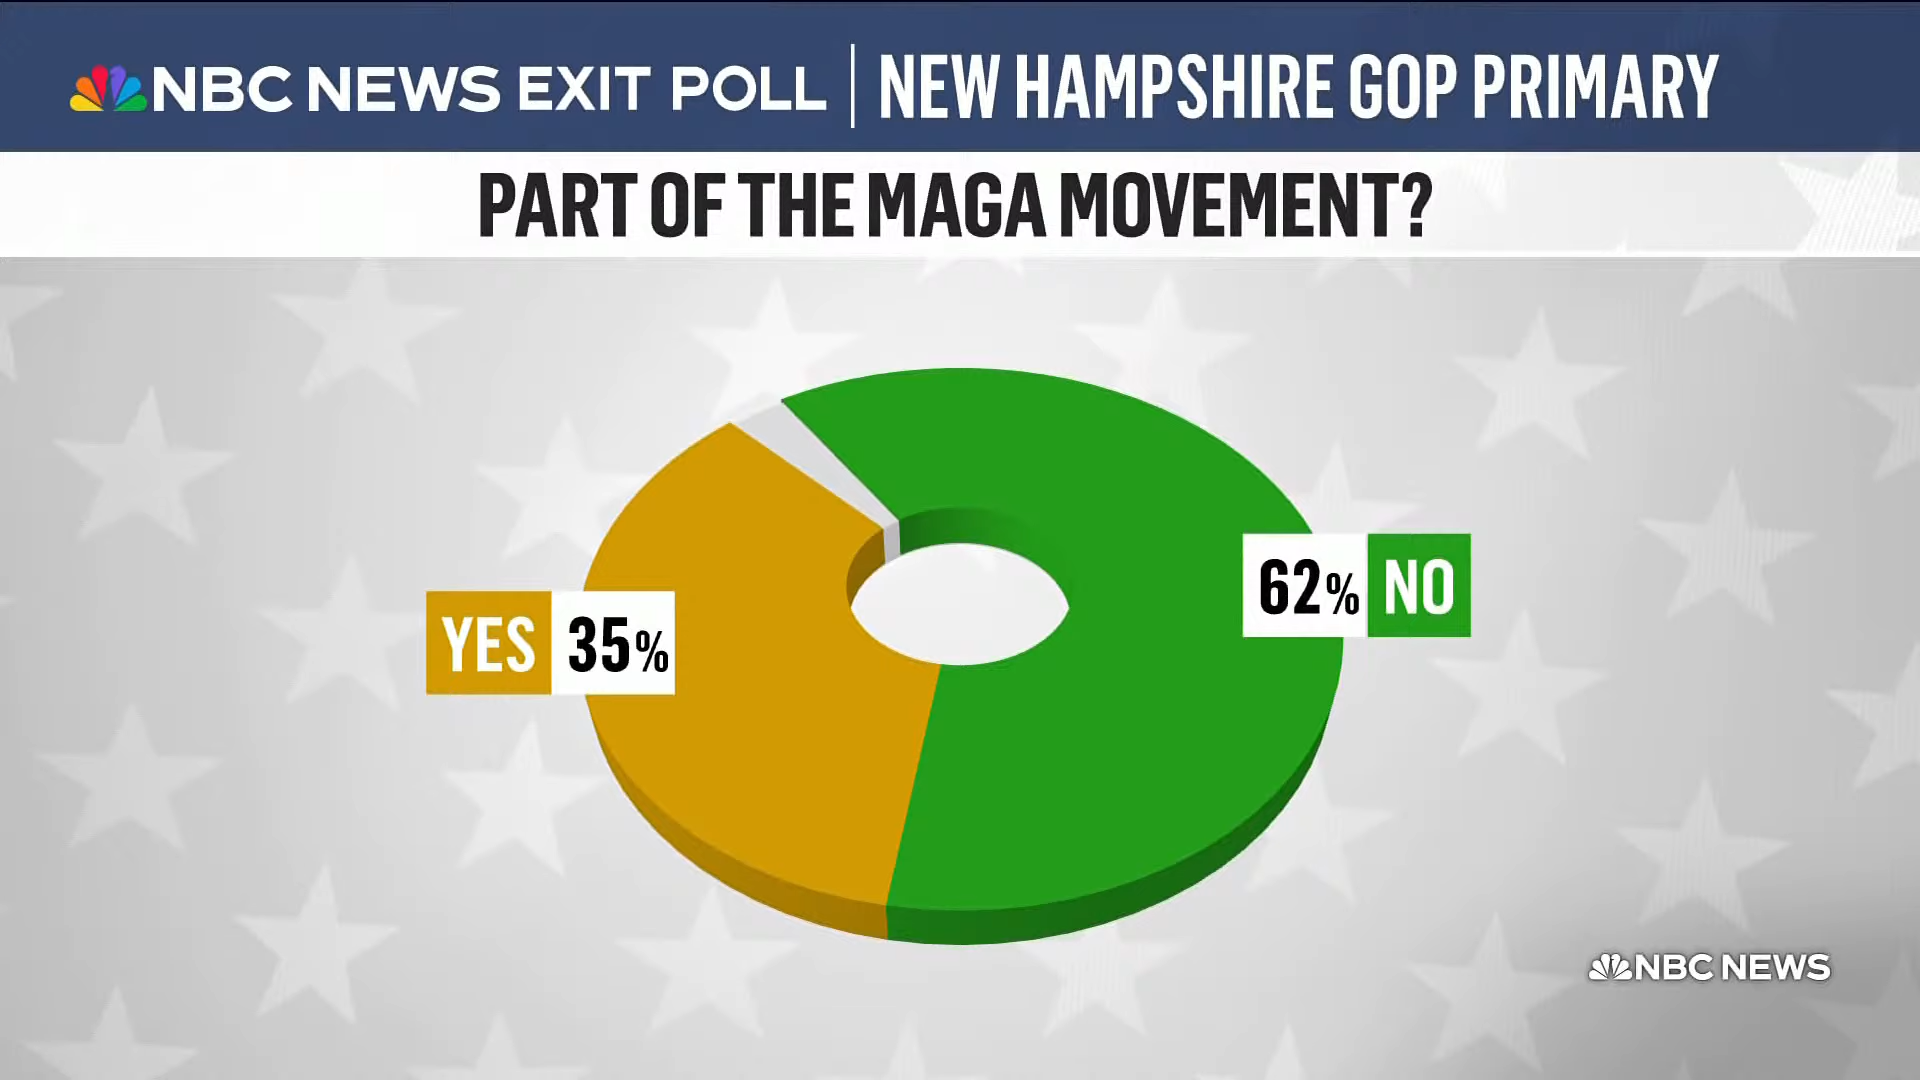 NBC NEWS EXIT POLL | NEW HAMPSHIRE GOP PRIMARY
PART OF THE MAGA MOVEMENT?
62% NO
YES 35%
NBC NEWS